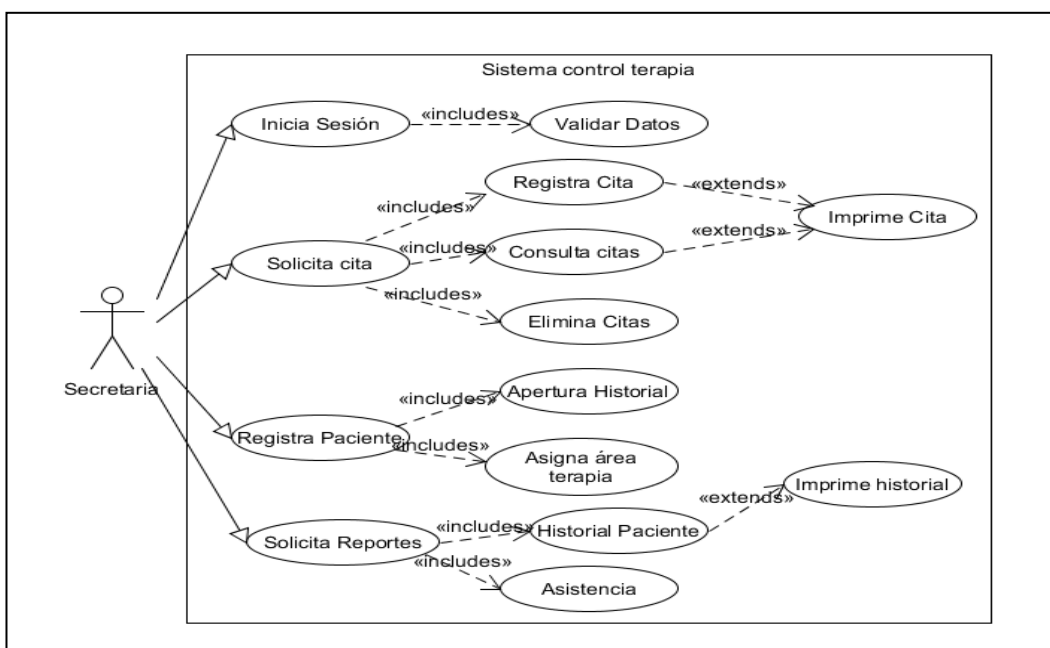 Sistema control terapia
Inicia Sesión
«includes»
Validar Datos
Solicita cita
«includes»
Registra Cita
«extends»
Imprime Cita
«includes»
Consulta citas
«extends»
«includes»
Elimina Citas
Secretaria
Registra Paciente
«includes»
Apertura Historial
«includes»
Asigna área
terapia
Solicita Reportes
«includes»
Historial Paciente
«extends»
Imprime historial
«includes»
Asistencia